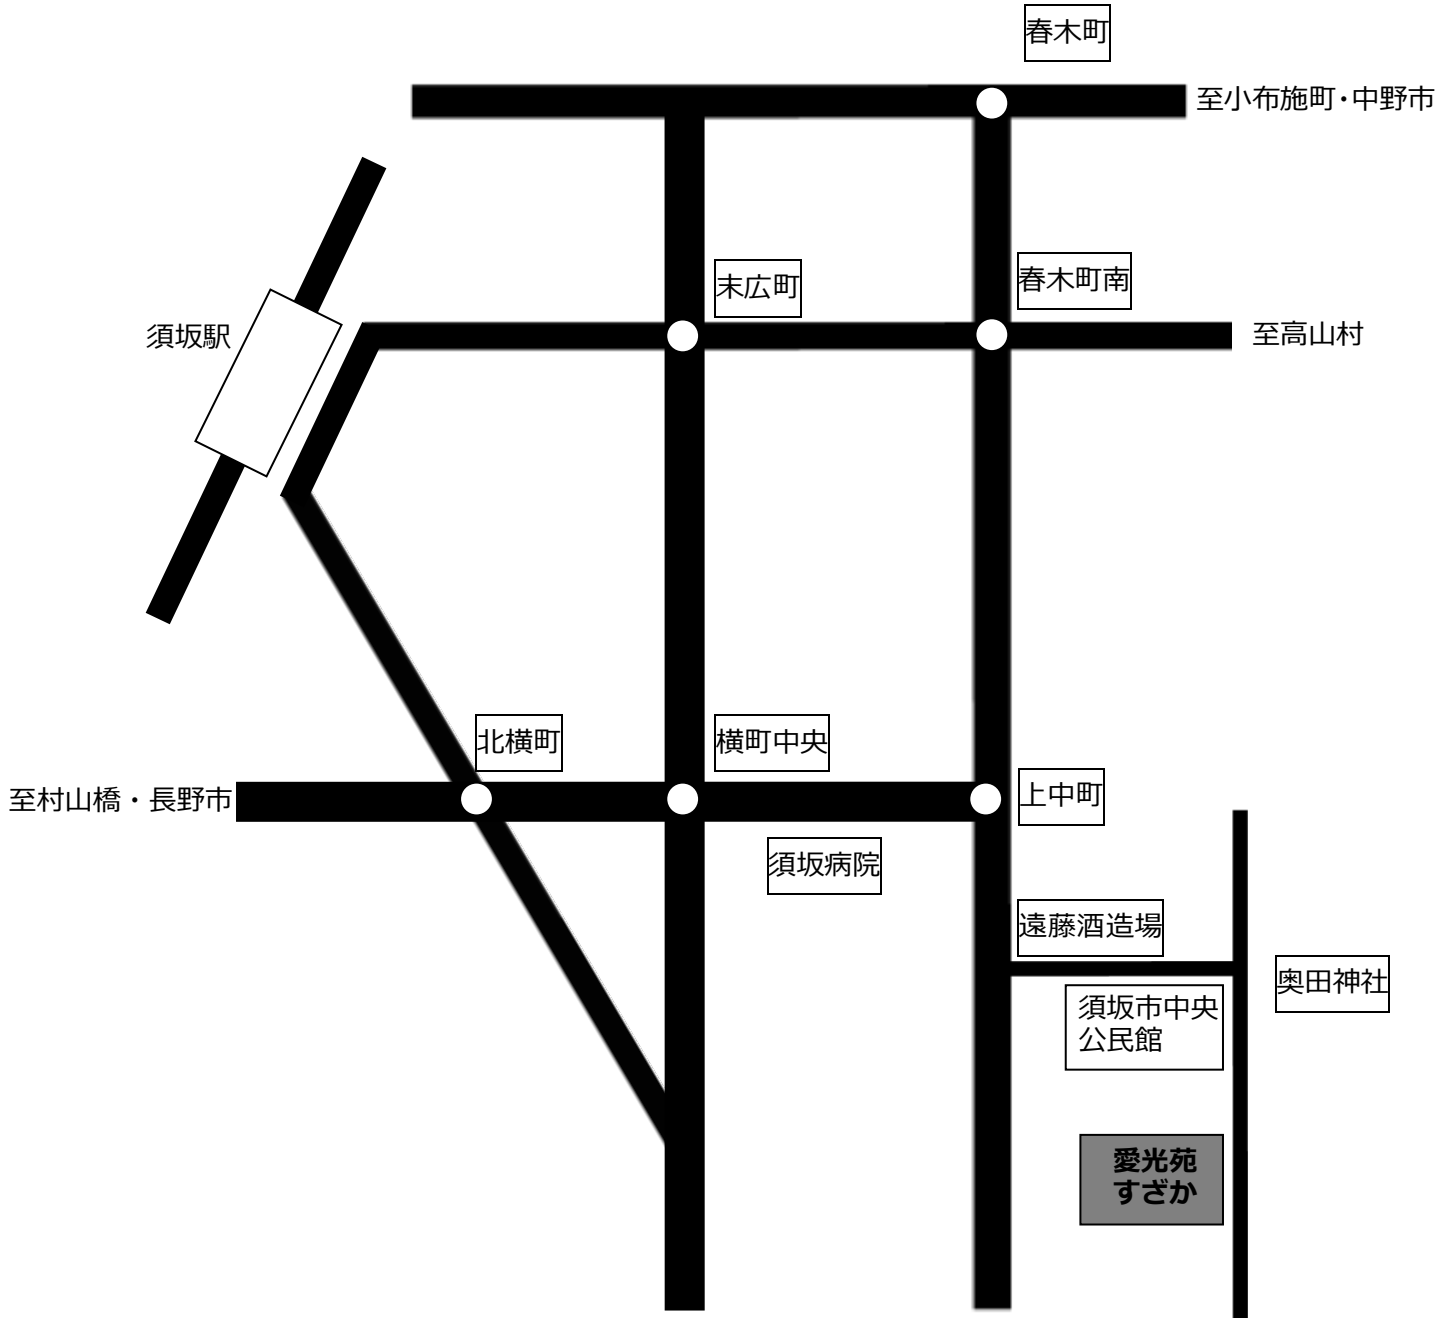 春木町
至小布施町・中野市
末広町
春木町南
須坂駅
至高山村
北横町
横町中央
至村山橋・長野市
上中町
須坂病院
遠藤酒造場
奥田神社
須坂市中央
公民館
愛光苑
すざか